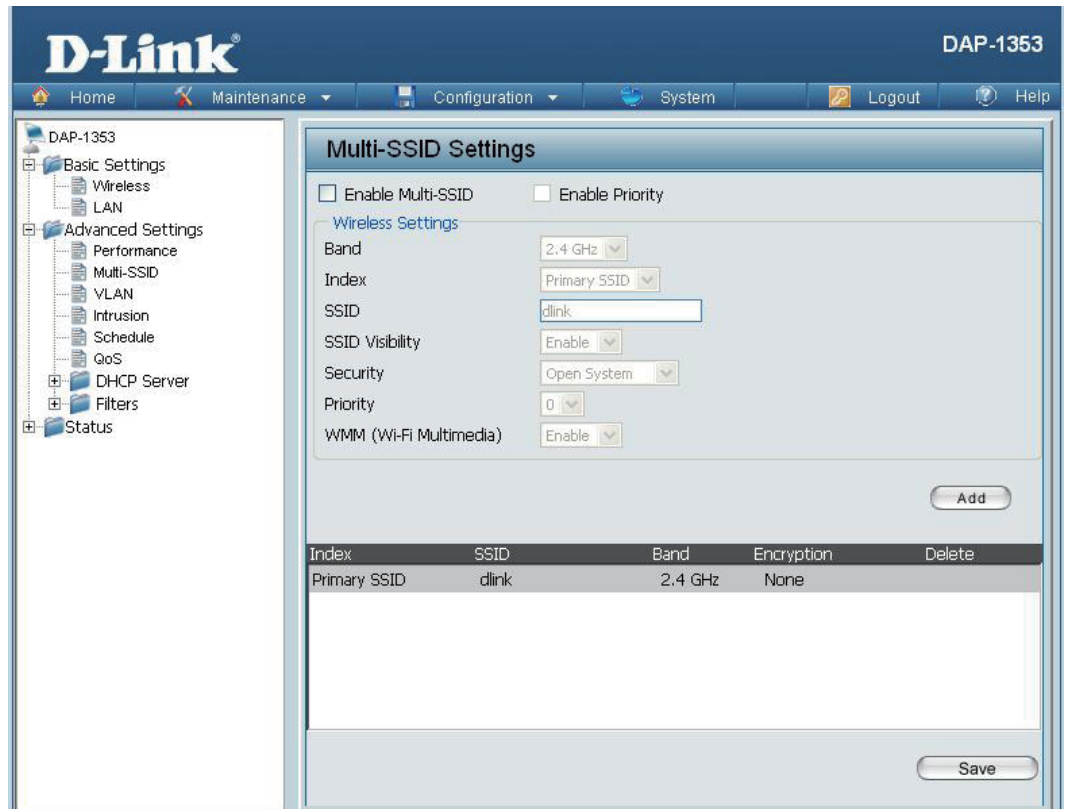 D-Link®
DAP-1353
Home Maintenance Configuration System Logout Help
DAP-1353
Basic Settings
Wireless
LAN
Advanced Settings
Performance
Multi-SSID
VLAN
Intrusion
Schedule
QoS
DHCP Server
Filters
Status
Multi-SSID Settings
Enable Multi-SSID Enable Priority
Wireless Settings
Band 2.4 GHz
Index Primary SSID
SSID dlink
SSID Visibility Enable
Security Open System
Priority 0
WMM (Wi-Fi Multimedia) Enable
Add
Index SSID Band Encryption Delete
Primary SSID dlink 2.4 GHz None
Save